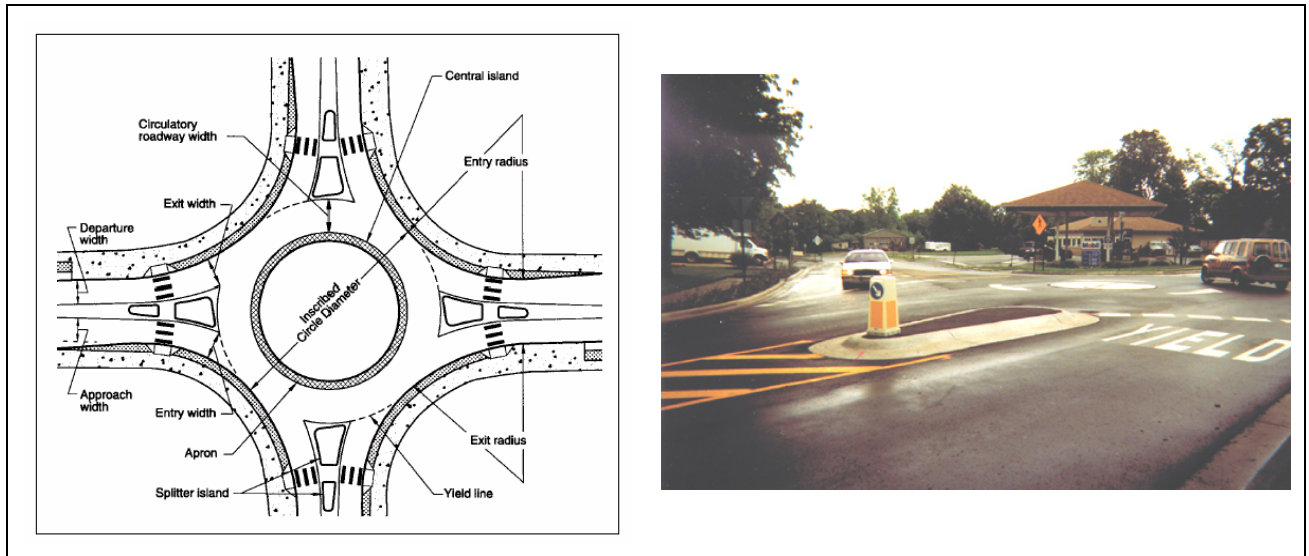 Central island
Circulatory
roadway width
Entry radius
Exit width
Departure
width
Inscribed
Circle Diameter
Approach
width
Entry width
Apron
Exit radius
Splitter island
Yield line
YIELD